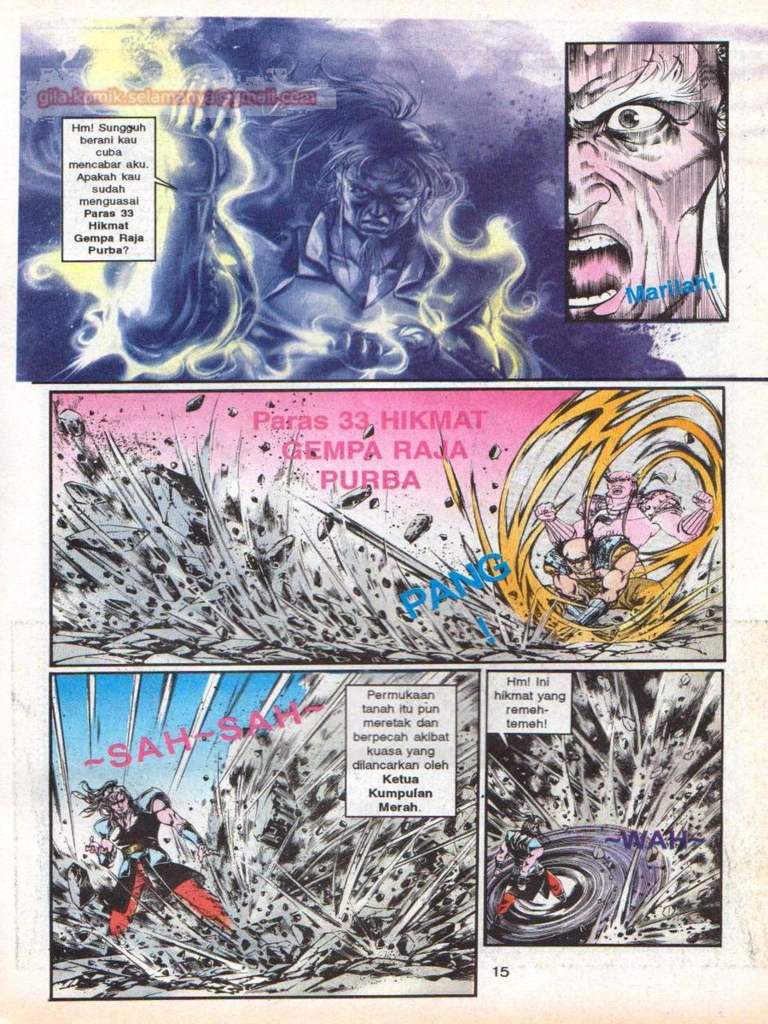 gila.komik.selamanya@gmail.com
Hm! Sungguh
berani kau
cuba
mencabar aku.
Apakah kau
sudah
menguasai
Paras 33
Hikmat
Gempa Raja
Purba?
Marilah!
Paras 33 HIKMAT
GEMPA RAJA
PURBA
PANG
!
~SAH~SAH~
Permukaan
tanah itu pun
meretak dan
berpecah akibat
kuasa yang
dilancarkan oleh
Ketua
Kumpulan
Merah.
Hm! Ini
hikmat yang
remeh-
temeh!
~WAH~
15